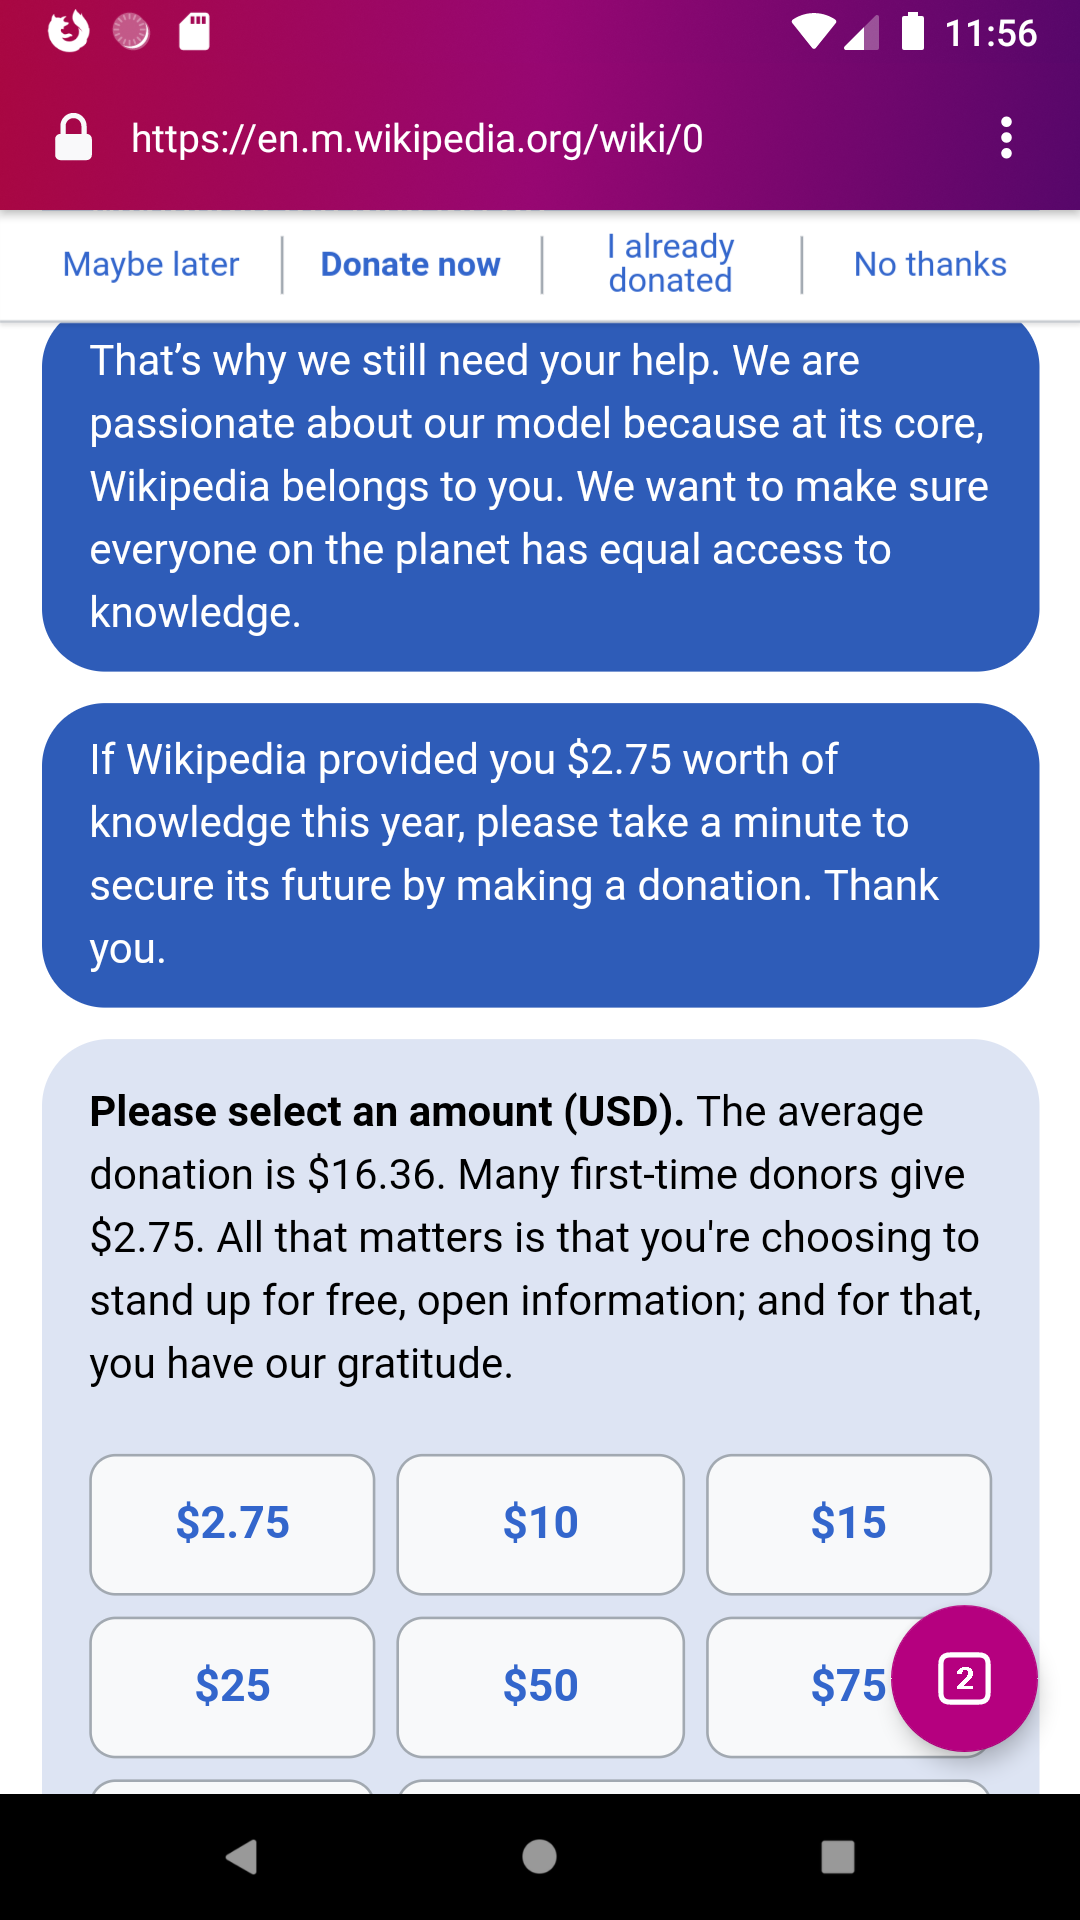 11:56
https://en.m.wikipedia.org/wiki/0
Maybe later
Donate now
I already
donated
No thanks
That’s why we still need your help. We are
passionate about our model because at its core,
Wikipedia belongs to you. We want to make sure
everyone on the planet has equal access to
knowledge.
If Wikipedia provided you $2.75 worth of
knowledge this year, please take a minute to
secure its future by making a donation. Thank
you.
Please select an amount (USD). The average
donation is $16.36. Many first-time donors give
$2.75. All that matters is that you're choosing to
stand up for free, open information; and for that,
you have our gratitude.
$2.75
$10
$15
$25
$50
$75
2